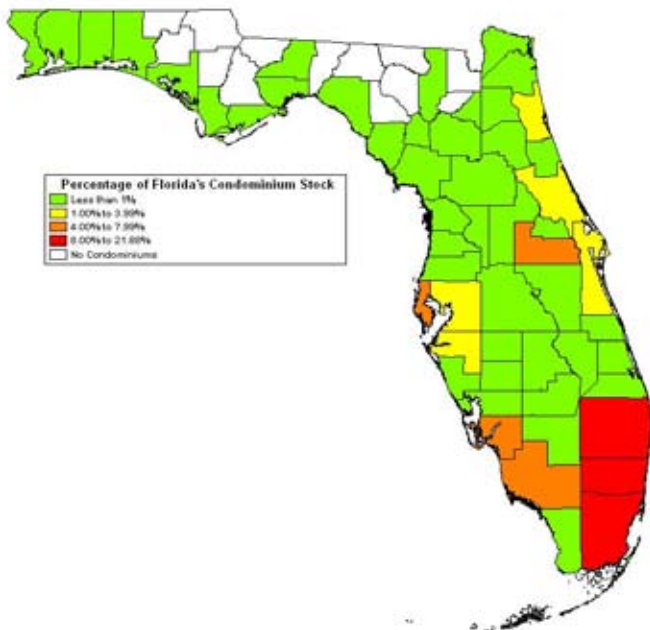 Percentage of Florida's Condominium Stock
Less than 1%
1.00% to 3.99%
4.00% to 7.99%
8.00% to 21.88%
No Condominiums